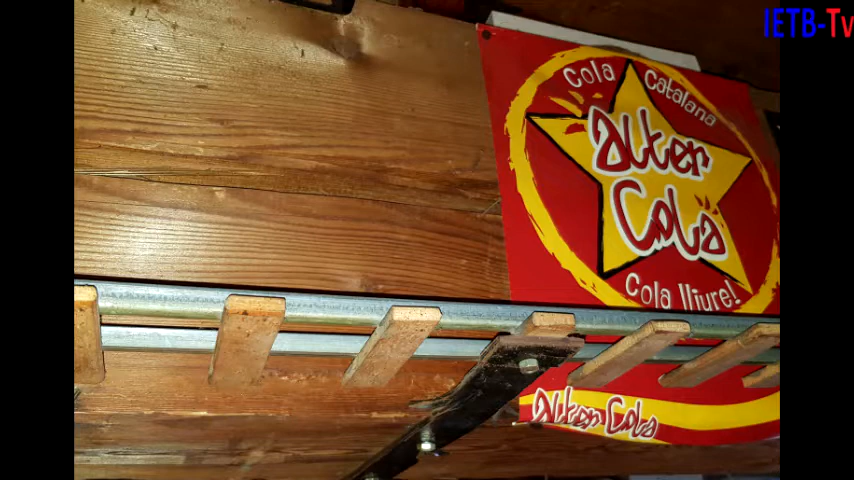 IETB-Tv
Cola Catalana
alter
Cola
Cola lliure!
alter Cola